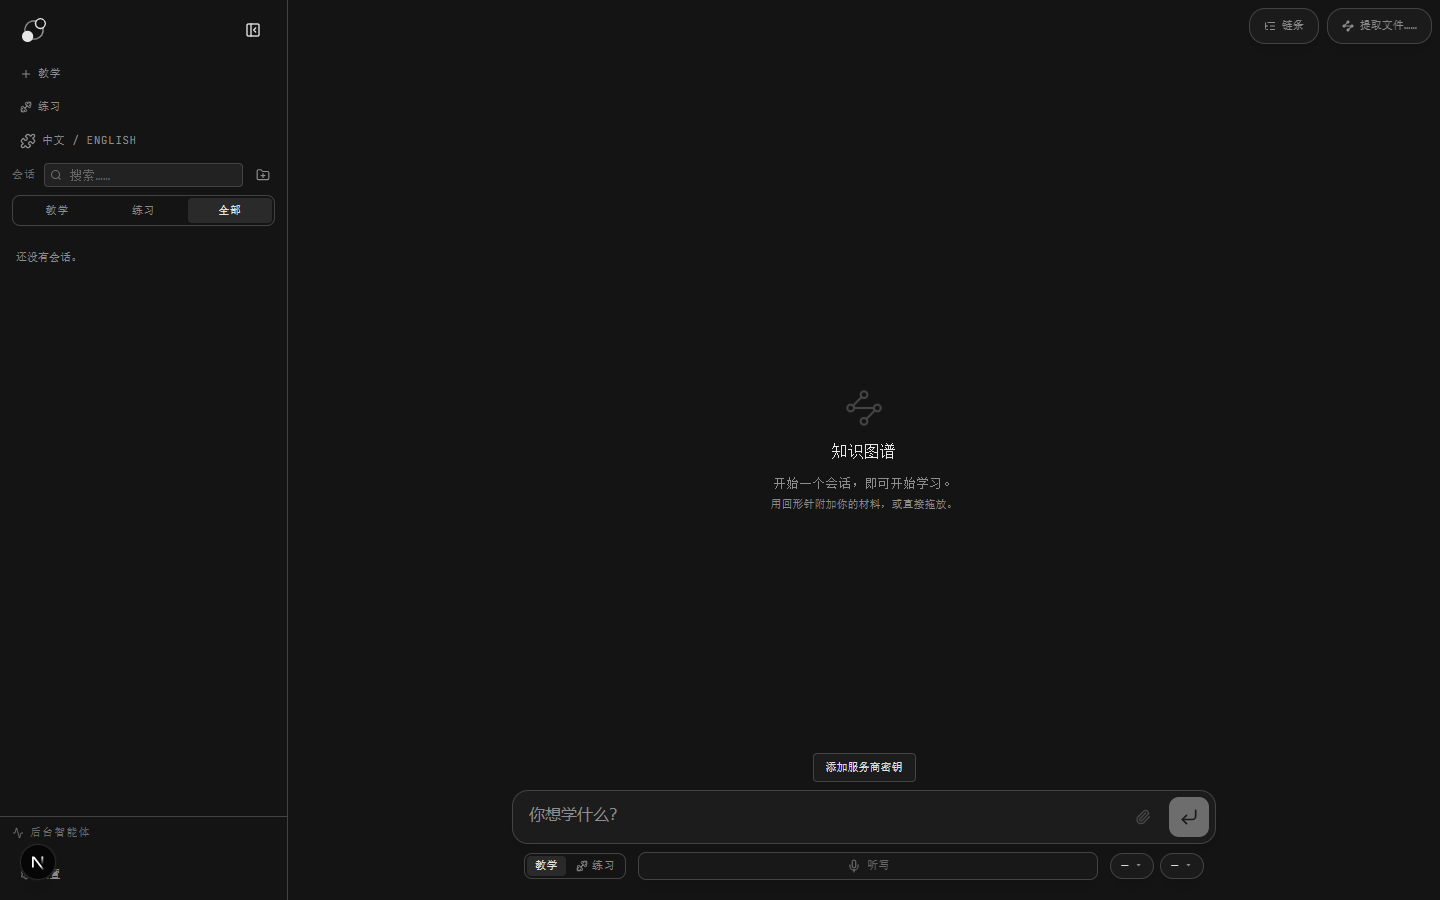 教学
练习
中文 / ENGLISH
会话
搜索……
教学
练习
全部
还没有会话。
后台智能体
置
链条
提取文件……
知识图谱
开始一个会话，即可开始学习。
用回形针附加你的材料，或直接拖放。
添加服务商密钥
你想学什么？
教学
练习
听写